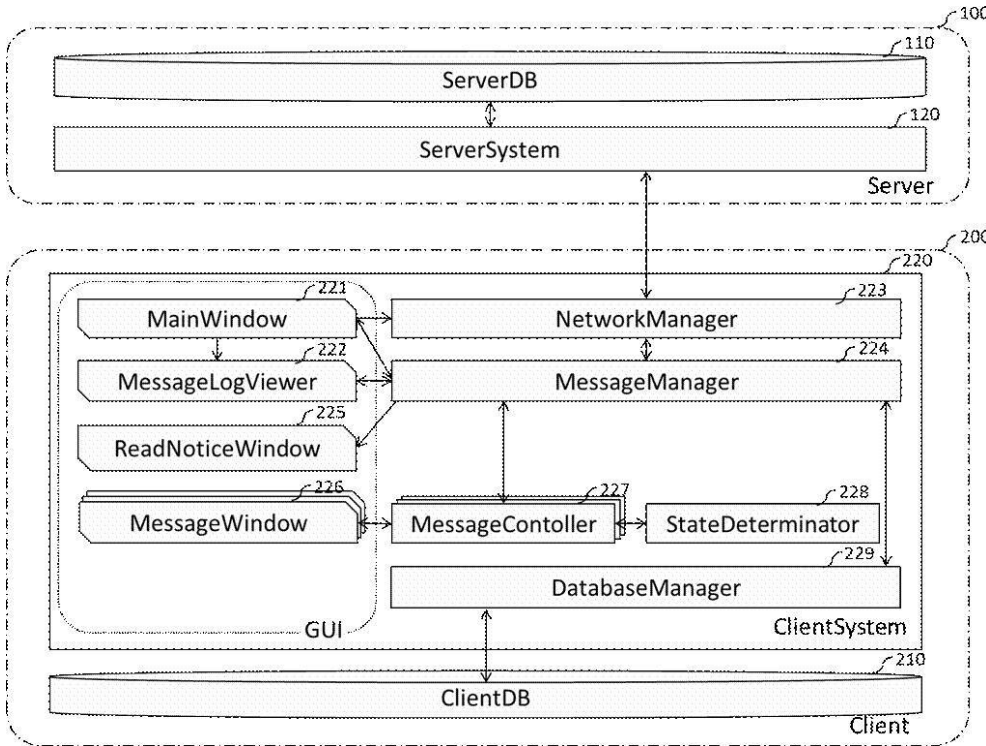 100
110
ServerDB
120
ServerSystem
Server
200
220
221
MainWindow
223
NetworkManager
222
MessageLogViewer
224
MessageManager
225
ReadNoticeWindow
226
MessageWindow
227
MessageContoller
228
StateDeterminator
229
DatabaseManager
GUI
ClientSystem
210
ClientDB
Client